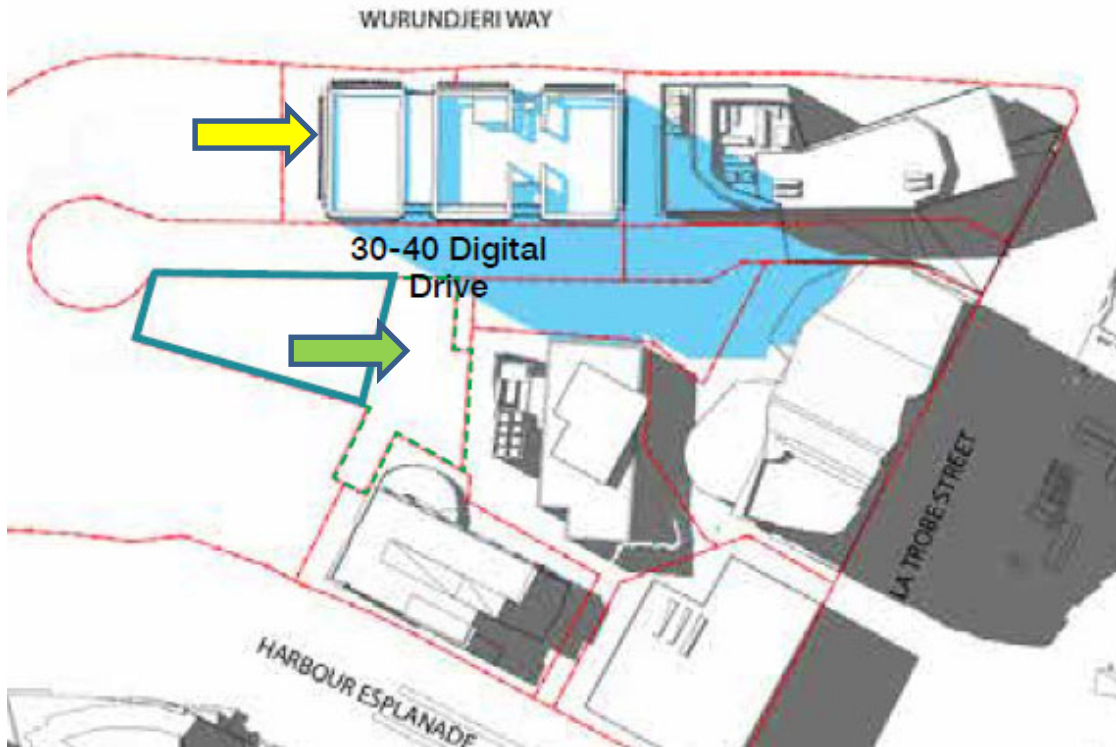 WURUNDJERI WAY
30-40 Digital
Drive
LA TROBE STREET
HARBOUR ESPLANADE